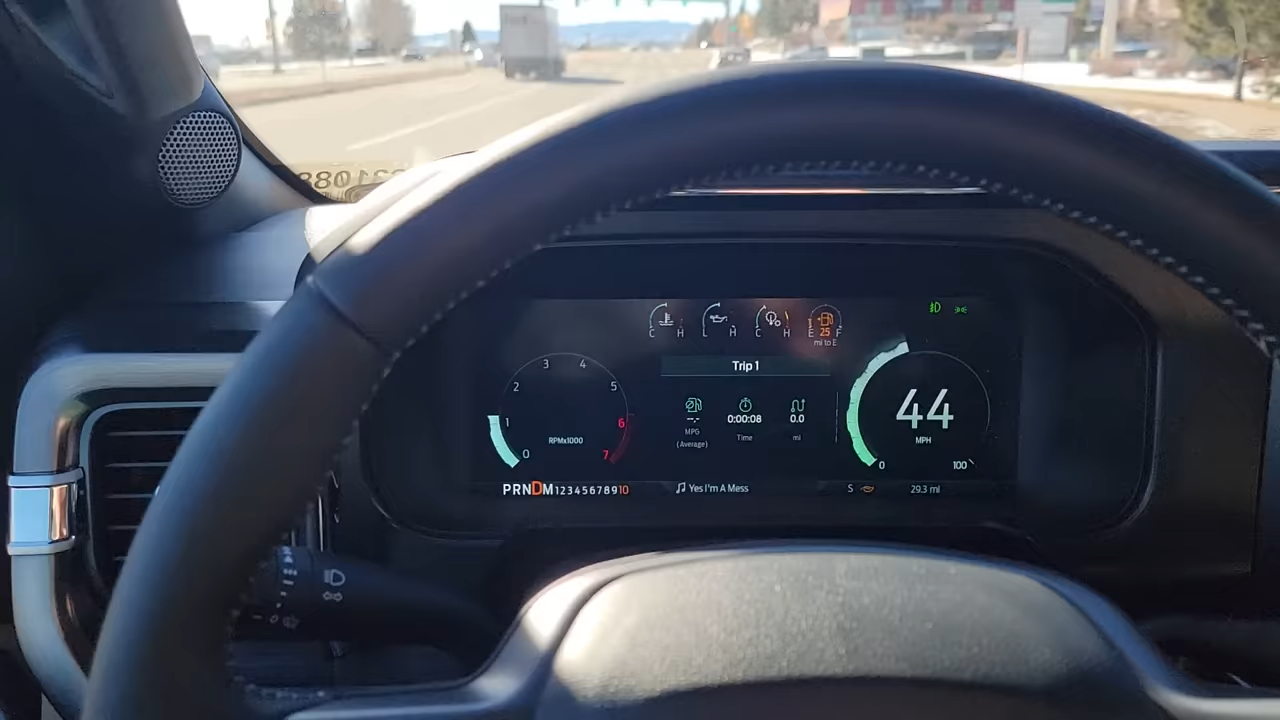 C H
L H
C H
E 25 F
mi to E
Trip 1
0 1 2 3 4 5 6 7
RPMx1000
--.-
MPG
(Average)
0:00:08
Time
0.0
mi
44
MPH
0
100
PRNDM12345678910
Yes I'm A Mess
S
29.3 mi